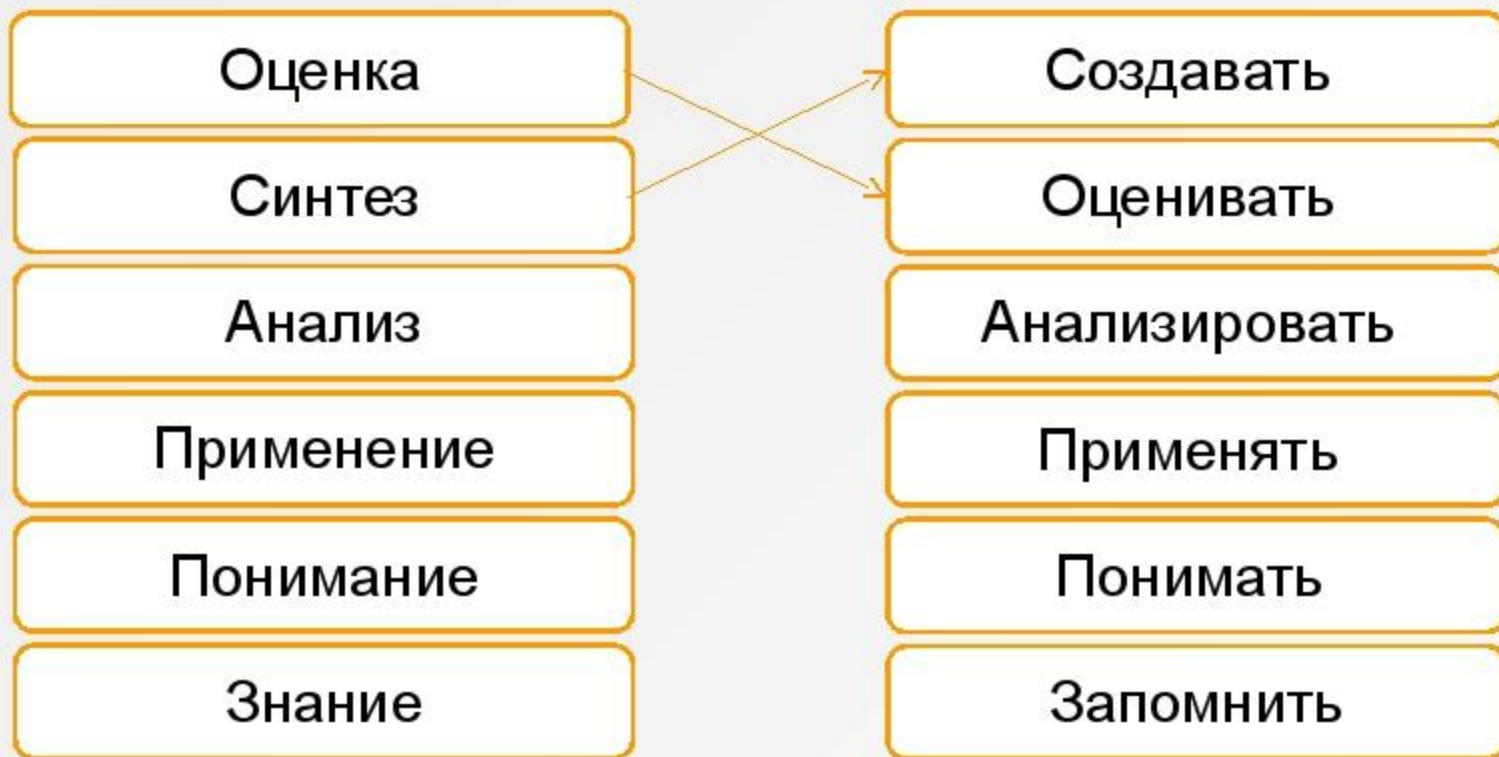 Оценка
Создавать
Синтез
Оценивать
Анализ
Анализировать
Применение
Применять
Понимание
Понимать
Знание
Запомнить